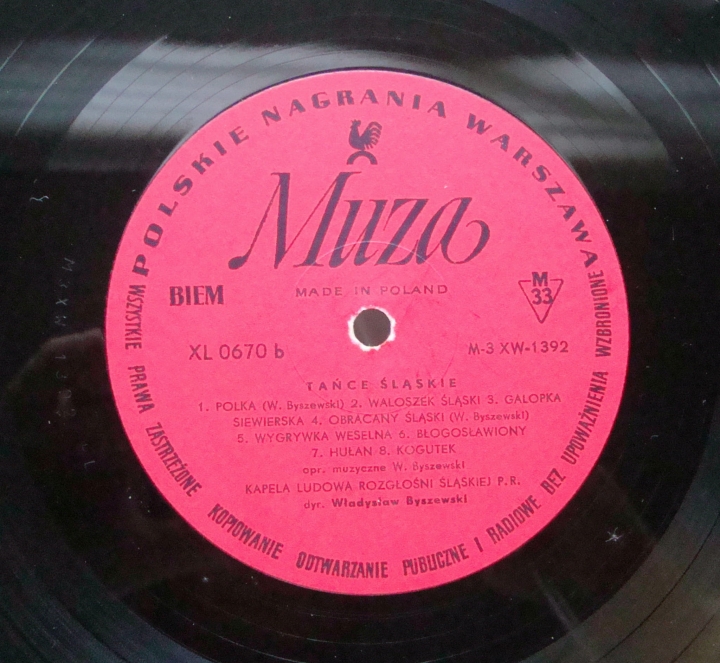 POLSKIE NAGRANIA WARSZAWA
Muza
BIEM
MADE IN POLAND
M
33
XL 0670 b
M-3 XW-1392
TAŃCE ŚLĄSKIE
1. POLKA (W. Byszewski) 2. WALOSZEK ŚLĄSKI 3. GALOPKA
SIEWIERSKA 4. OBRACANY ŚLĄSKI (W. Byszewski)
5. WYGRYWKA WESELNA 6. BŁOGOSŁAWIONY
7. HULAN 8. KOGUTEK
opr. muzyczne W. Byszewski
KAPELA LUDOWA ROZGŁOŚNI ŚLĄSKIEJ P.R.
dyr. Władysław Byszewski
WSZYSTKIE PRAWA ZASTRZEŻONE KOPIOWANIE ODTWARZANIE PUBLICZNE I RADIOWE BEZ UPOWAŻNIENIA WZBRONIONE